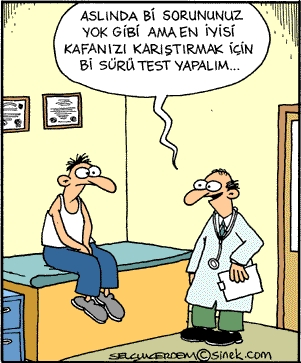 ASLINDA Bİ SORUNUNUZ
YOK GİBİ AMA EN İYİSİ
KAFANIZI KARIŞTIRMAK İÇİN
Bİ SÜRÜ TEST YAPALIM...
SELÇUKERDEM©sinek.com